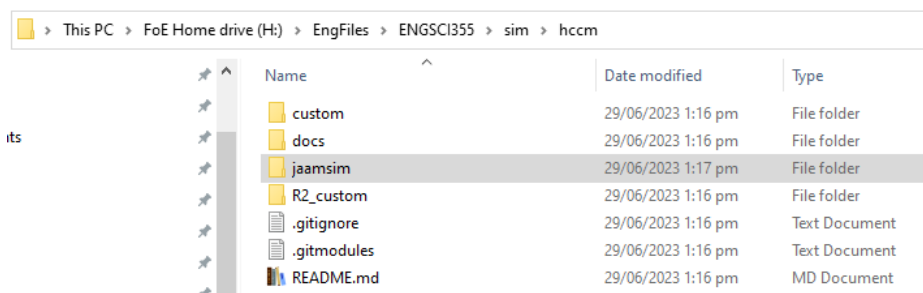 This PC > FoE Home drive (H:) > EngFiles > ENGSCI355 > sim > hccm
Name Date modified Type
custom 29/06/2023 1:16 pm File folder
nts docs 29/06/2023 1:16 pm File folder
jaamsim 29/06/2023 1:17 pm File folder
R2_custom 29/06/2023 1:16 pm File folder
.gitignore 29/06/2023 1:16 pm Text Document
.gitmodules 29/06/2023 1:16 pm Text Document
README.md 29/06/2023 1:16 pm MD Document